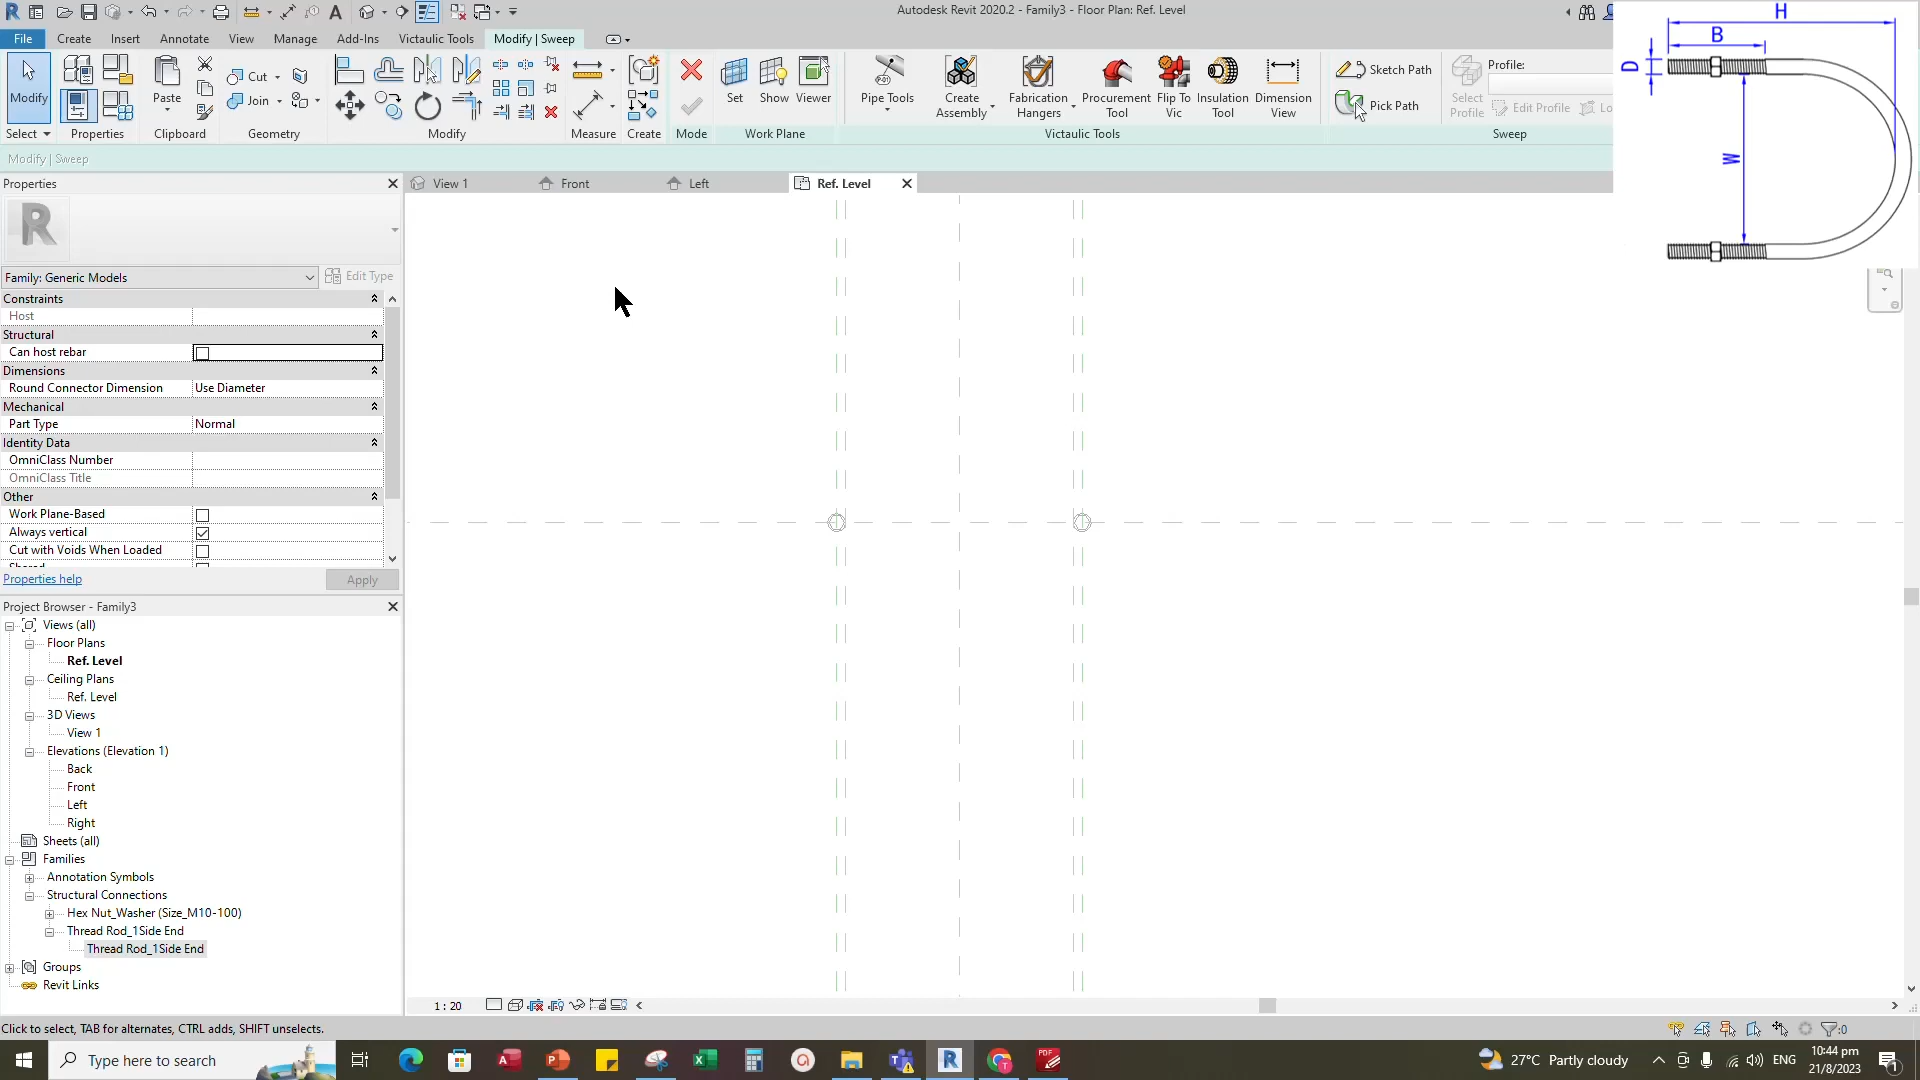 Autodesk Revit 2020.2 - Family3 - Floor Plan: Ref. Level
File
Create
Insert
Annotate
View
Manage
Add-Ins
Victaulic Tools
Modify | Sweep
Modify
Paste
Cut
Join
Set
Show
Viewer
Pipe Tools
Create
Assembly
Fabrication
Hangers
Procurement
Tool
Flip To
Vic
Insulation
Tool
Dimension
View
Sketch Path
Pick Path
Select
Profile
Profile:
Edit Profile
Lo
Select
Properties
Clipboard
Geometry
Modify
Measure
Create
Mode
Work Plane
Victaulic Tools
Sweep
Modify | Sweep
H
B
D
W
Properties
View 1
Front
Left
Ref. Level
R
Family: Generic Models
Edit Type
Constraints
Host
Structural
Can host rebar
Dimensions
Round Connector Dimension
Use Diameter
Mechanical
Part Type
Normal
Identity Data
OmniClass Number
OmniClass Title
Other
Work Plane-Based
Always vertical
Cut with Voids When Loaded
Properties help
Apply
Project Browser - Family3
Views (all)
Floor Plans
Ref. Level
Ceiling Plans
Ref. Level
3D Views
View 1
Elevations (Elevation 1)
Back
Front
Left
Right
Sheets (all)
Families
Annotation Symbols
Structural Connections
Hex Nut_Washer (Size_M10-100)
Thread Rod_1Side End
Thread Rod_1Side End
Groups
Revit Links
1 : 20
Click to select, TAB for alternates, CTRL adds, SHIFT unselects.
:0
Type here to search
27°C Partly cloudy
ENG
10:44 pm
21/8/2023